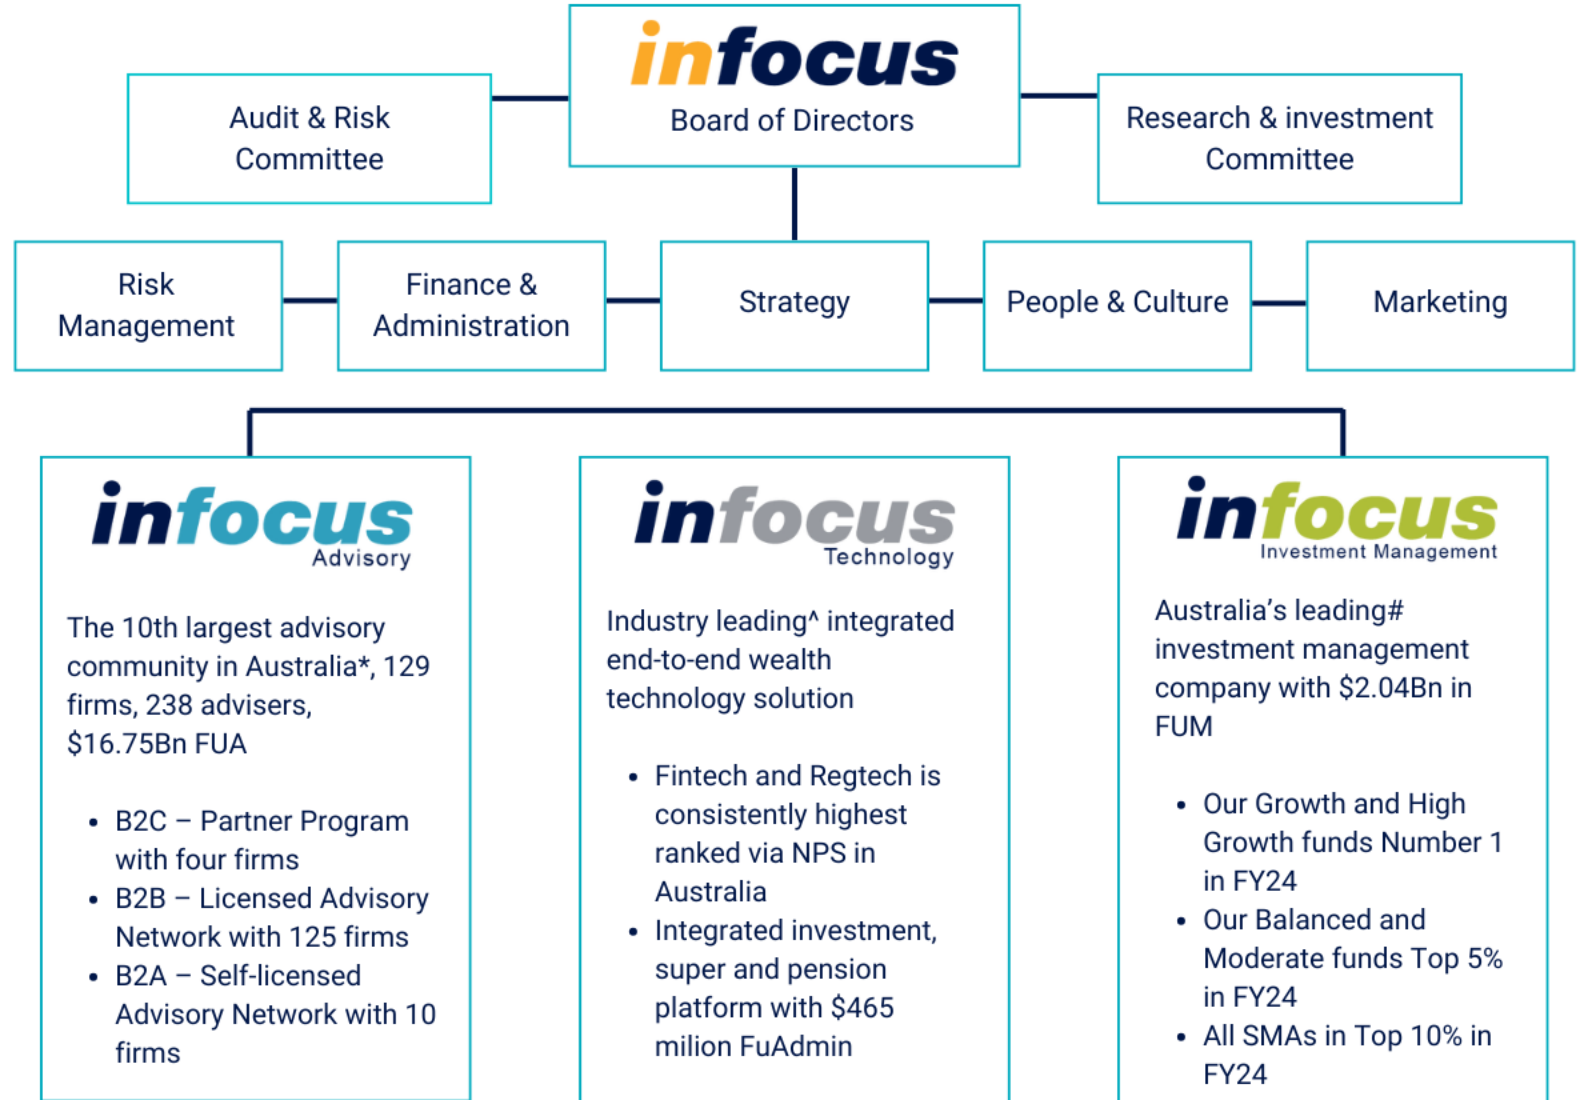 infocus
Board of Directors
Audit & Risk
Committee
Research & investment
Committee
Risk
Management
Finance &
Administration
Strategy
People & Culture
Marketing
infocus
Advisory
The 10th largest advisory
community in Australia*, 129
firms, 238 advisers,
$16.75Bn FUA
• B2C – Partner Program
with four firms
• B2B – Licensed Advisory
Network with 125 firms
• B2A – Self-licensed
Advisory Network with 10
firms
infocus
Technology
Industry leading^ integrated
end-to-end wealth
technology solution
• Fintech and Regtech is
consistently highest
ranked via NPS in
Australia
• Integrated investment,
super and pension
platform with $465
milion FuAdmin
infocus
Investment Management
Australia’s leading#
investment management
company with $2.04Bn in
FUM
• Our Growth and High
Growth funds Number 1
in FY24
• Our Balanced and
Moderate funds Top 5%
in FY24
• All SMAs in Top 10% in
FY24